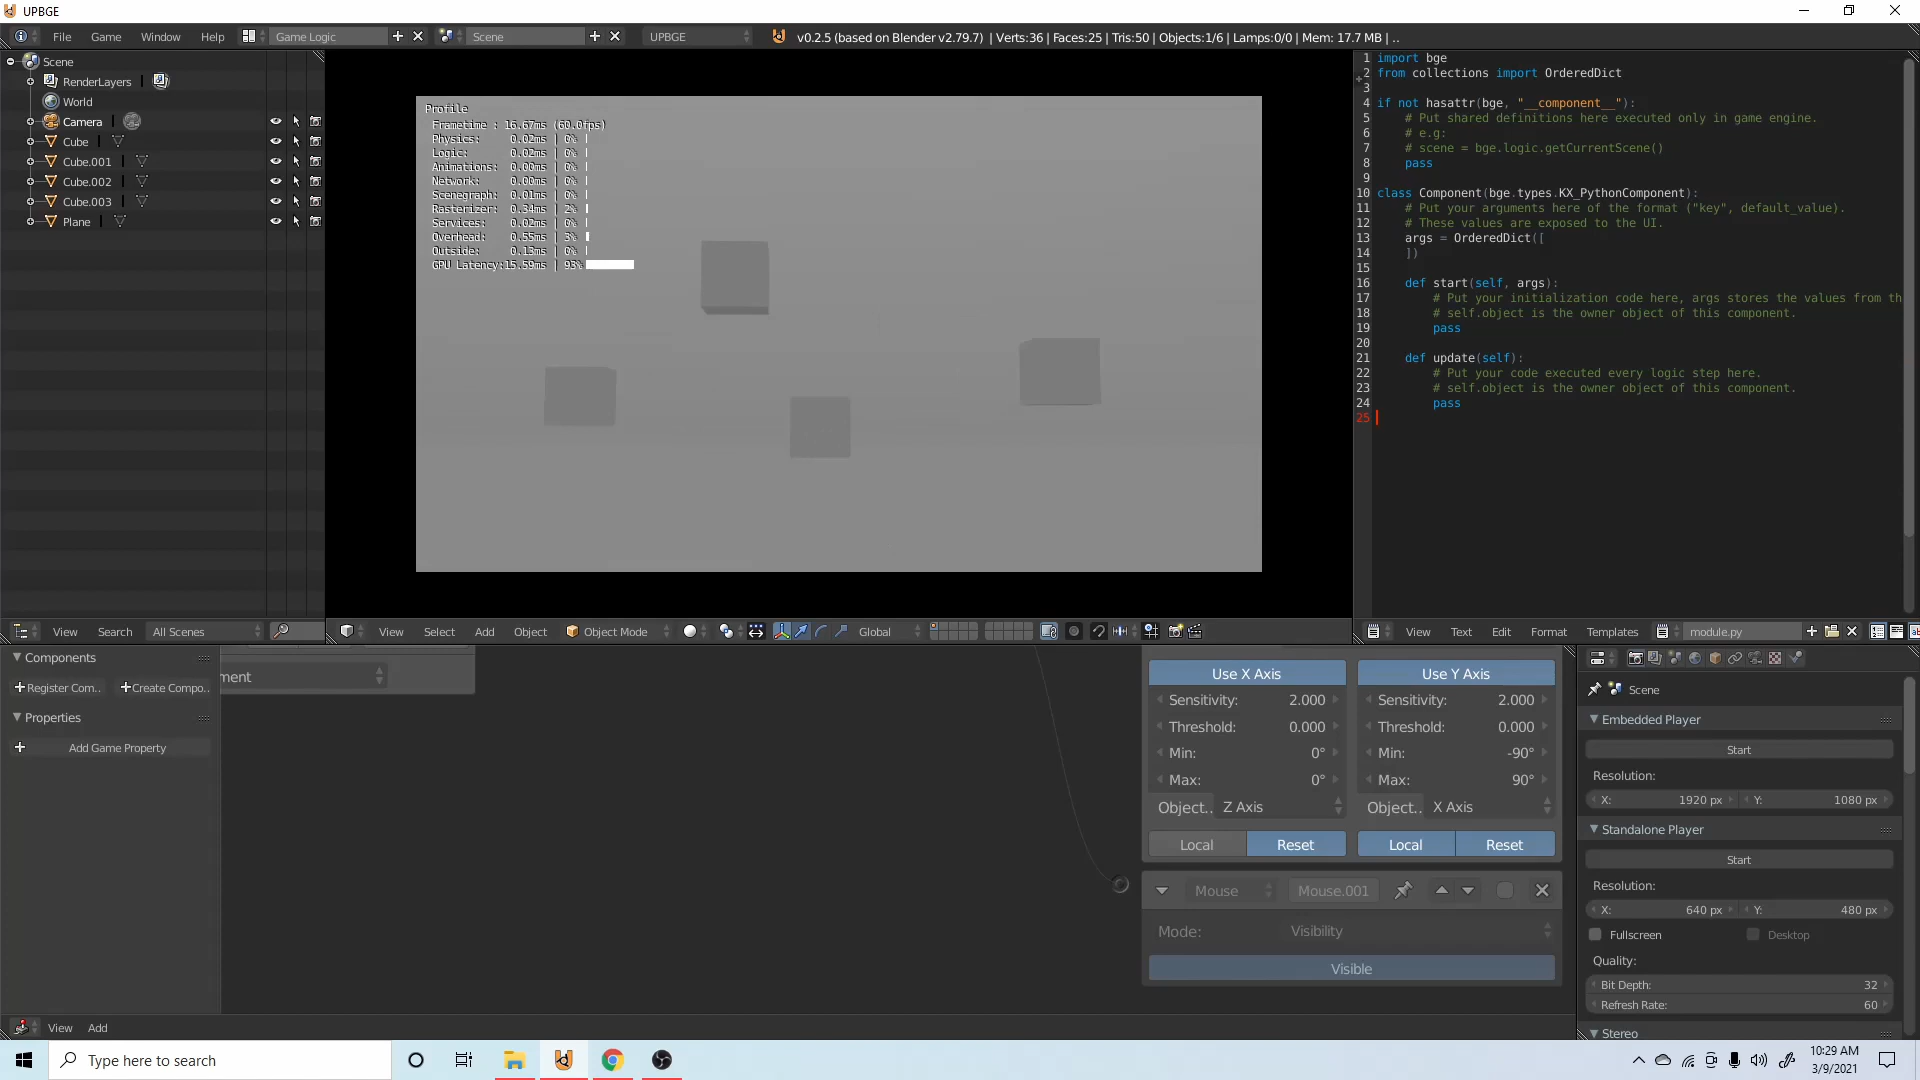 UPBGE
File Game Window Help Game Logic Scene UPBGE v0.2.5 (based on Blender v2.79.7) | Verts:36 | Faces:25 | Tris:50 | Objects:1/6 | Lamps:0/0 | Mem: 17.7 MB | ..
Scene
RenderLayers
World
Camera
Cube
Cube.001
Cube.002
Cube.003
Plane
Profile
Frametime : 16.67ms (60.0fps)
Physics: 0.02ms | 0%
Logic: 0.02ms | 0%
Animations: 0.00ms | 0%
Network: 0.00ms | 0%
Scenegraph: 0.01ms | 0%
Rasterizer: 0.34ms | 2%
Services: 0.02ms | 0%
Overhead: 0.55ms | 3%
Outside: 0.13ms | 0%
GPU Latency:15.59ms | 93%
1 import bge
2 from collections import OrderedDict
3
4 if not hasattr(bge, "__component__"):
5 # Put shared definitions here executed only in game engine.
6 # e.g:
7 # scene = bge.logic.getCurrentScene()
8 pass
9
10 class Component(bge.types.KX_PythonComponent):
11 # Put your arguments here of the format ("key", default_value).
12 # These values are exposed to the UI.
13 args = OrderedDict([
14 ])
15
16 def start(self, args):
17 # Put your initialization code here, args stores the values from th
18 # self.object is the owner object of this component.
19 pass
20
21 def update(self):
22 # Put your code executed every logic step here.
23 # self.object is the owner object of this component.
24 pass
25
View Search All Scenes
View Select Add Object Object Mode Global
View Text Edit Format Templates module.py
Components
Register Com.. Create Compo..
Properties
Add Game Property
ment
Use X Axis Use Y Axis
Sensitivity: 2.000 Sensitivity: 2.000
Threshold: 0.000 Threshold: 0.000
Min: 0° Min: -90°
Max: 0° Max: 90°
Object.. Z Axis Object.. X Axis
Local Reset Local Reset
Mouse Mouse.001
Mode: Visibility
Visible
Scene
Embedded Player
Start
Resolution:
X: 1920 px Y: 1080 px
Standalone Player
Start
Resolution:
X: 640 px Y: 480 px
Fullscreen Desktop
Quality:
Bit Depth: 32
Refresh Rate: 60
Stereo
View Add
Type here to search
10:29 AM
3/9/2021